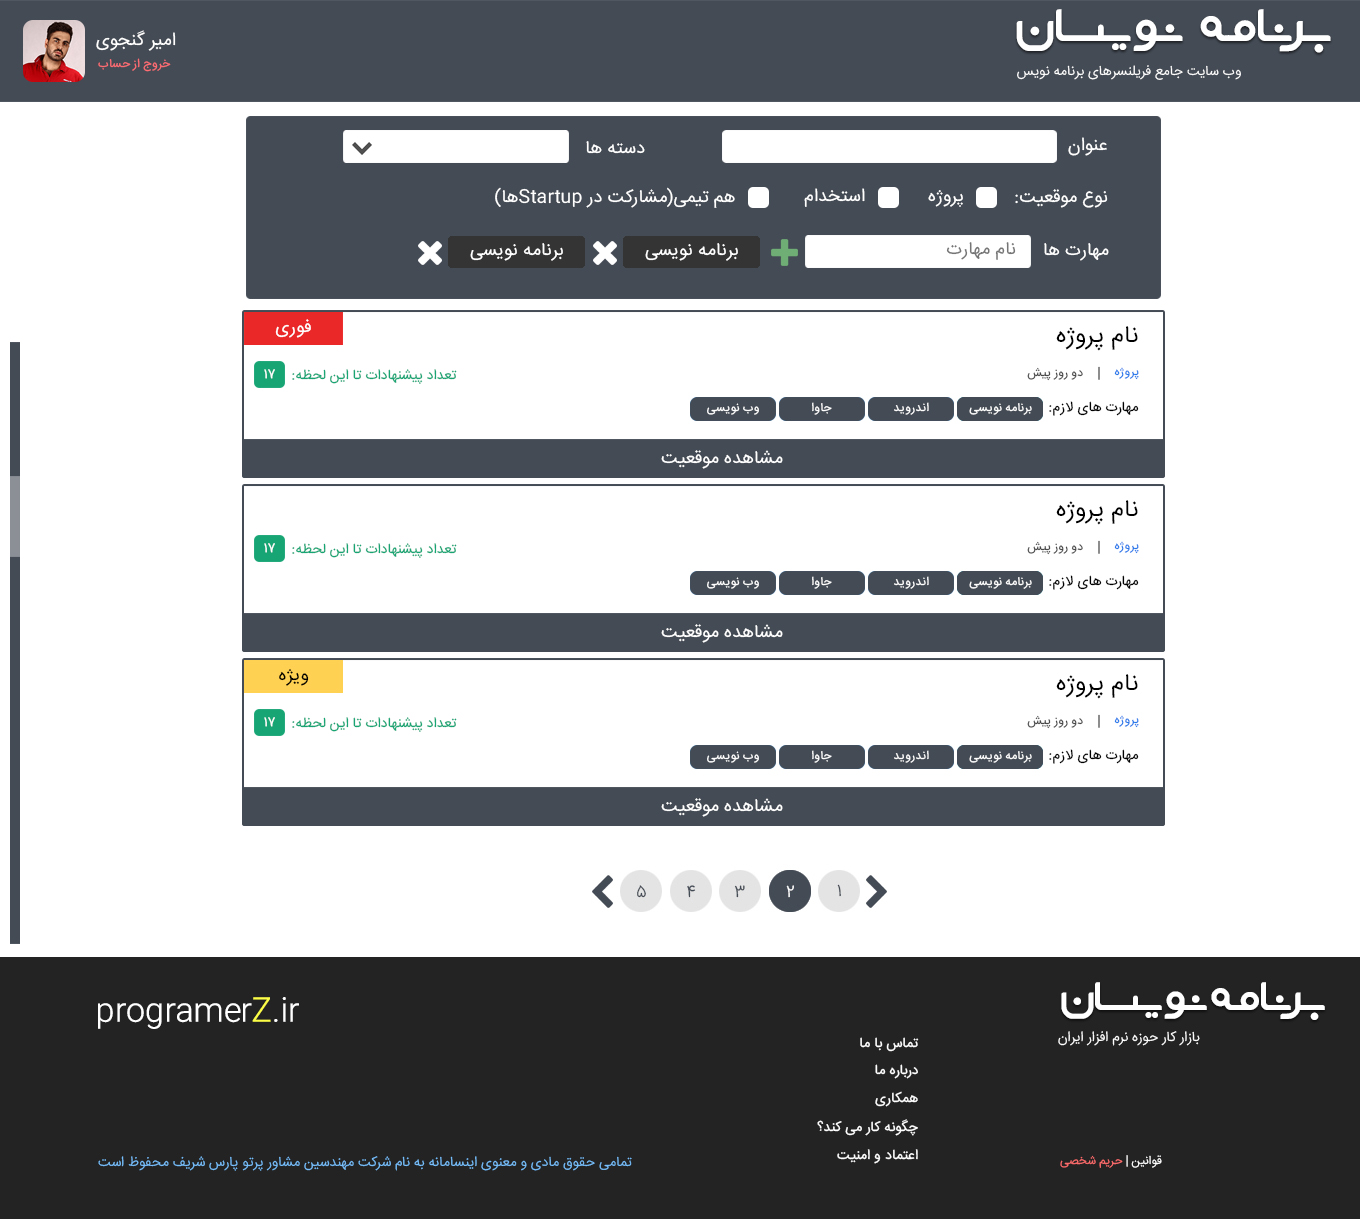 برنامه نویسان
وب سایت جامع فریلنسرهای برنامه نویس
امیر گنجوی
خروج از حساب
عنوان
دسته ها
نوع موقعیت: پروژه استخدام هم تیمی(مشارکت در Startupها)
مهارت ها نام مهارت برنامه نویسی برنامه نویسی
نام پروژه
فوری
پروژه | دو روز پیش
تعداد پیشنهادات تا این لحظه: ۱۷
مهارت های لازم: برنامه نویسی اندروید جاوا وب نویسی
مشاهده موقعیت
نام پروژه
پروژه | دو روز پیش
تعداد پیشنهادات تا این لحظه: ۱۷
مهارت های لازم: برنامه نویسی اندروید جاوا وب نویسی
مشاهده موقعیت
نام پروژه
ویژه
پروژه | دو روز پیش
تعداد پیشنهادات تا این لحظه: ۱۷
مهارت های لازم: برنامه نویسی اندروید جاوا وب نویسی
مشاهده موقعیت
۱ ۲ ۳ ۴ ۵
برنامه نویسان
بازار کار حوزه نرم افزار ایران
قوانین | حریم شخصی
تماس با ما
درباره ما
همکاری
چگونه کار می کند؟
اعتماد و امنیت
programerZ.ir
تمامی حقوق مادی و معنوی اینسامانه به نام شرکت مهندسین مشاور پرتو پارس شریف محفوظ است